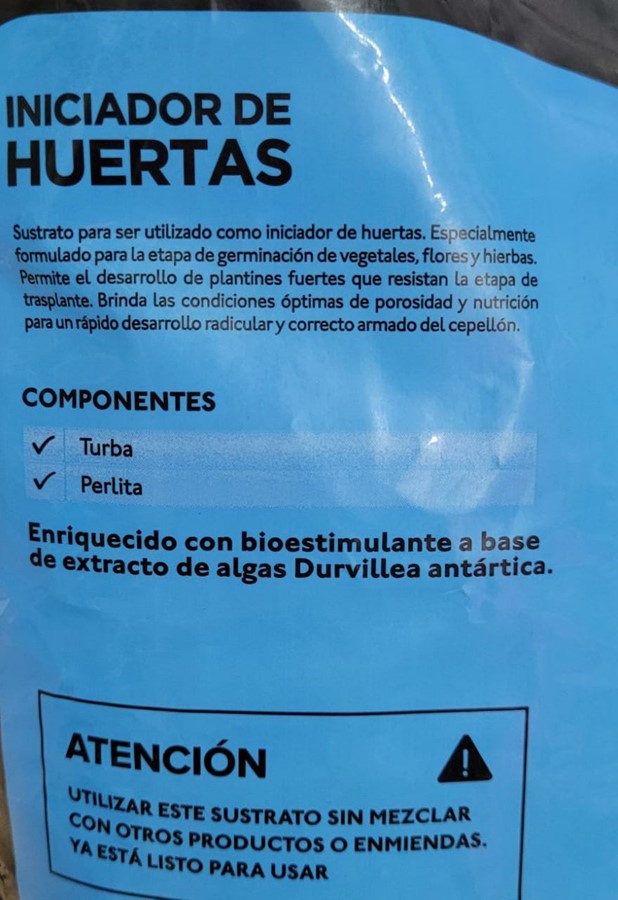 INICIADOR DE
HUERTAS
Sustrato para ser utilizado como iniciador de huertas. Especialmente
formulado para la etapa de germinación de vegetales, flores y hierbas.
Permite el desarrollo de plantines fuertes que resistan la etapa de
trasplante. Brinda las condiciones óptimas de porosidad y nutrición
para un rápido desarrollo radicular y correcto armado del cepellón.
COMPONENTES
✓ Turba
✓ Perlita
Enriquecido con bioestimulante a base
de extracto de algas Durvillea antártica.
ATENCIÓN
UTILIZAR ESTE SUSTRATO SIN MEZCLAR
CON OTROS PRODUCTOS O ENMIENDAS.
YA ESTÁ LISTO PARA USAR